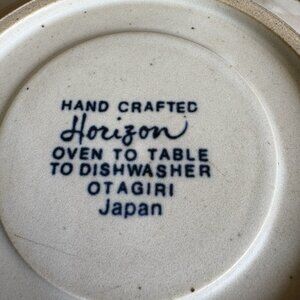 HAND CRAFTED
Horizon
OVEN TO TABLE
TO DISHWASHER
OTAGIRI
Japan